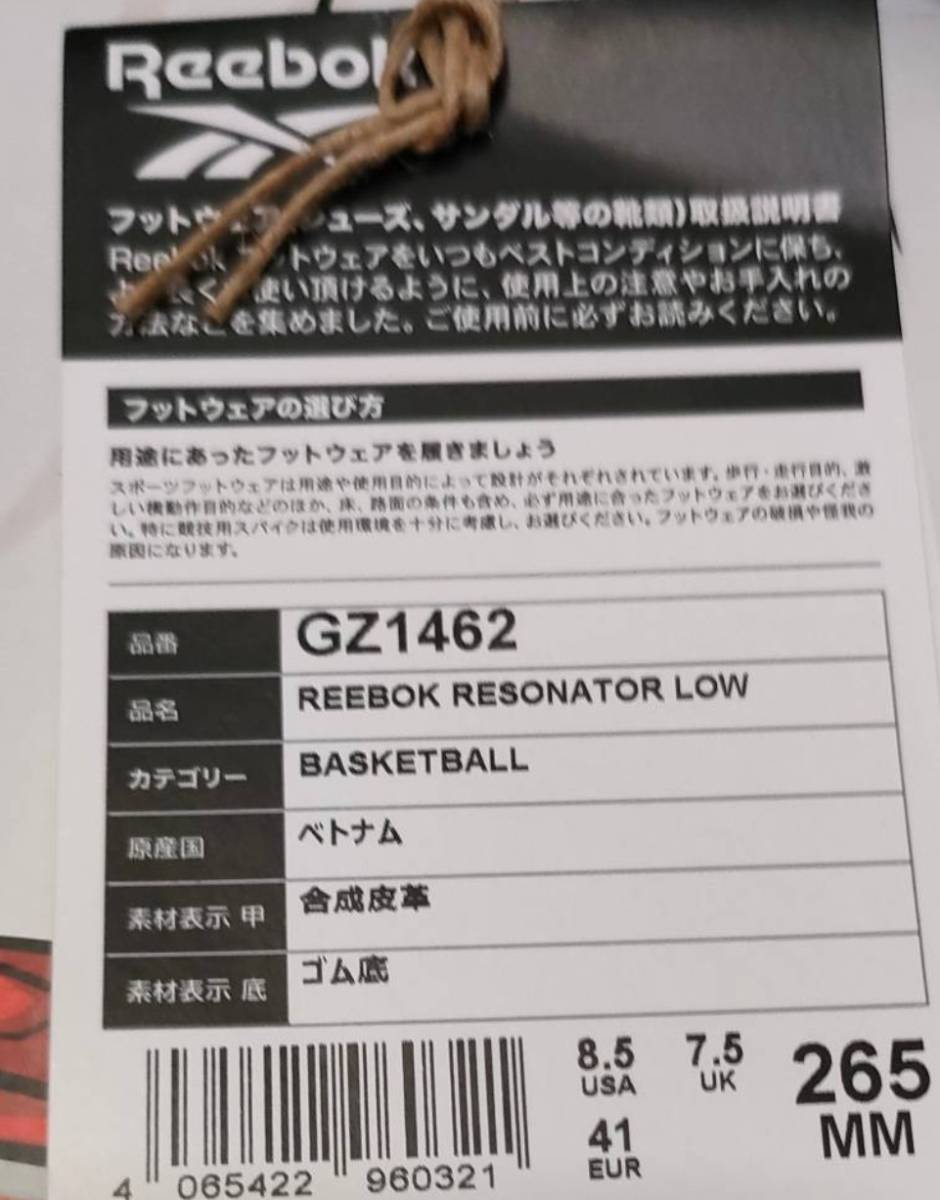 Reebok
フットウェア(シューズ、サンダル等の靴類)取扱説明書
Reebok フットウェアをいつもベストコンディションに保ち、
使い頂けるように、使用上の注意やお手入れの
方法などを集めました。ご使用前に必ずお読みください。
フットウェアの選び方
用途にあったフットウェアを履きましょう
スポーツフットウェアは用途や使用目的によって設計がそれぞれされています。歩行・走行目的、激
しい機動作目的などのほか、床、路面の条件も含め、必ず用途に合ったフットウェアをお選びくださ
い。特に競技用スパイクは使用環境を十分に考慮し、お選びください。フットウェアの破損や怪我の
原因になります。
品番 GZ1462
品名 REEBOK RESONATOR LOW
カテゴリー BASKETBALL
原産国 ベトナム
素材表示 甲 合成皮革
素材表示 底 ゴム底
8.5 7.5 265
USA UK MM
41
EUR
4 065422 960321